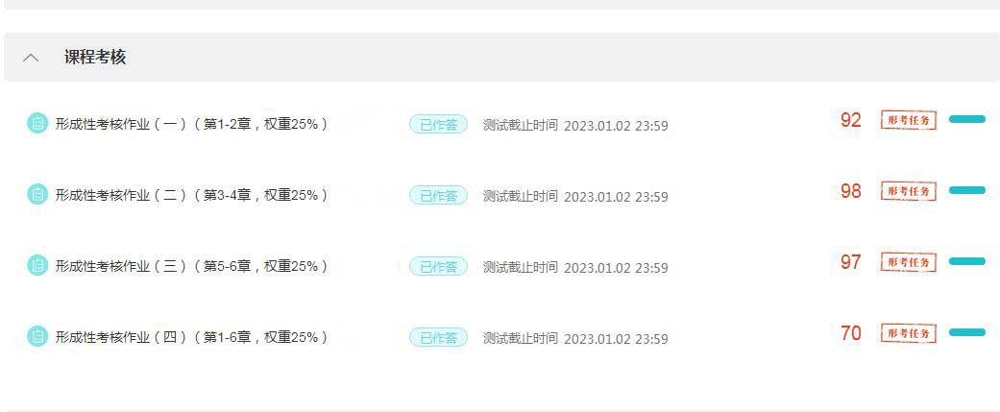 课程考核
形成性考核作业（一）（第1-2章，权重25%） 已作答 测试截止时间 2023.01.02 23:59 92 形考任务
形成性考核作业（二）（第3-4章，权重25%） 已作答 测试截止时间 2023.01.02 23:59 98 形考任务
形成性考核作业（三）（第5-6章，权重25%） 已作答 测试截止时间 2023.01.02 23:59 97 形考任务
形成性考核作业（四）（第1-6章，权重25%） 已作答 测试截止时间 2023.01.02 23:59 70 形考任务